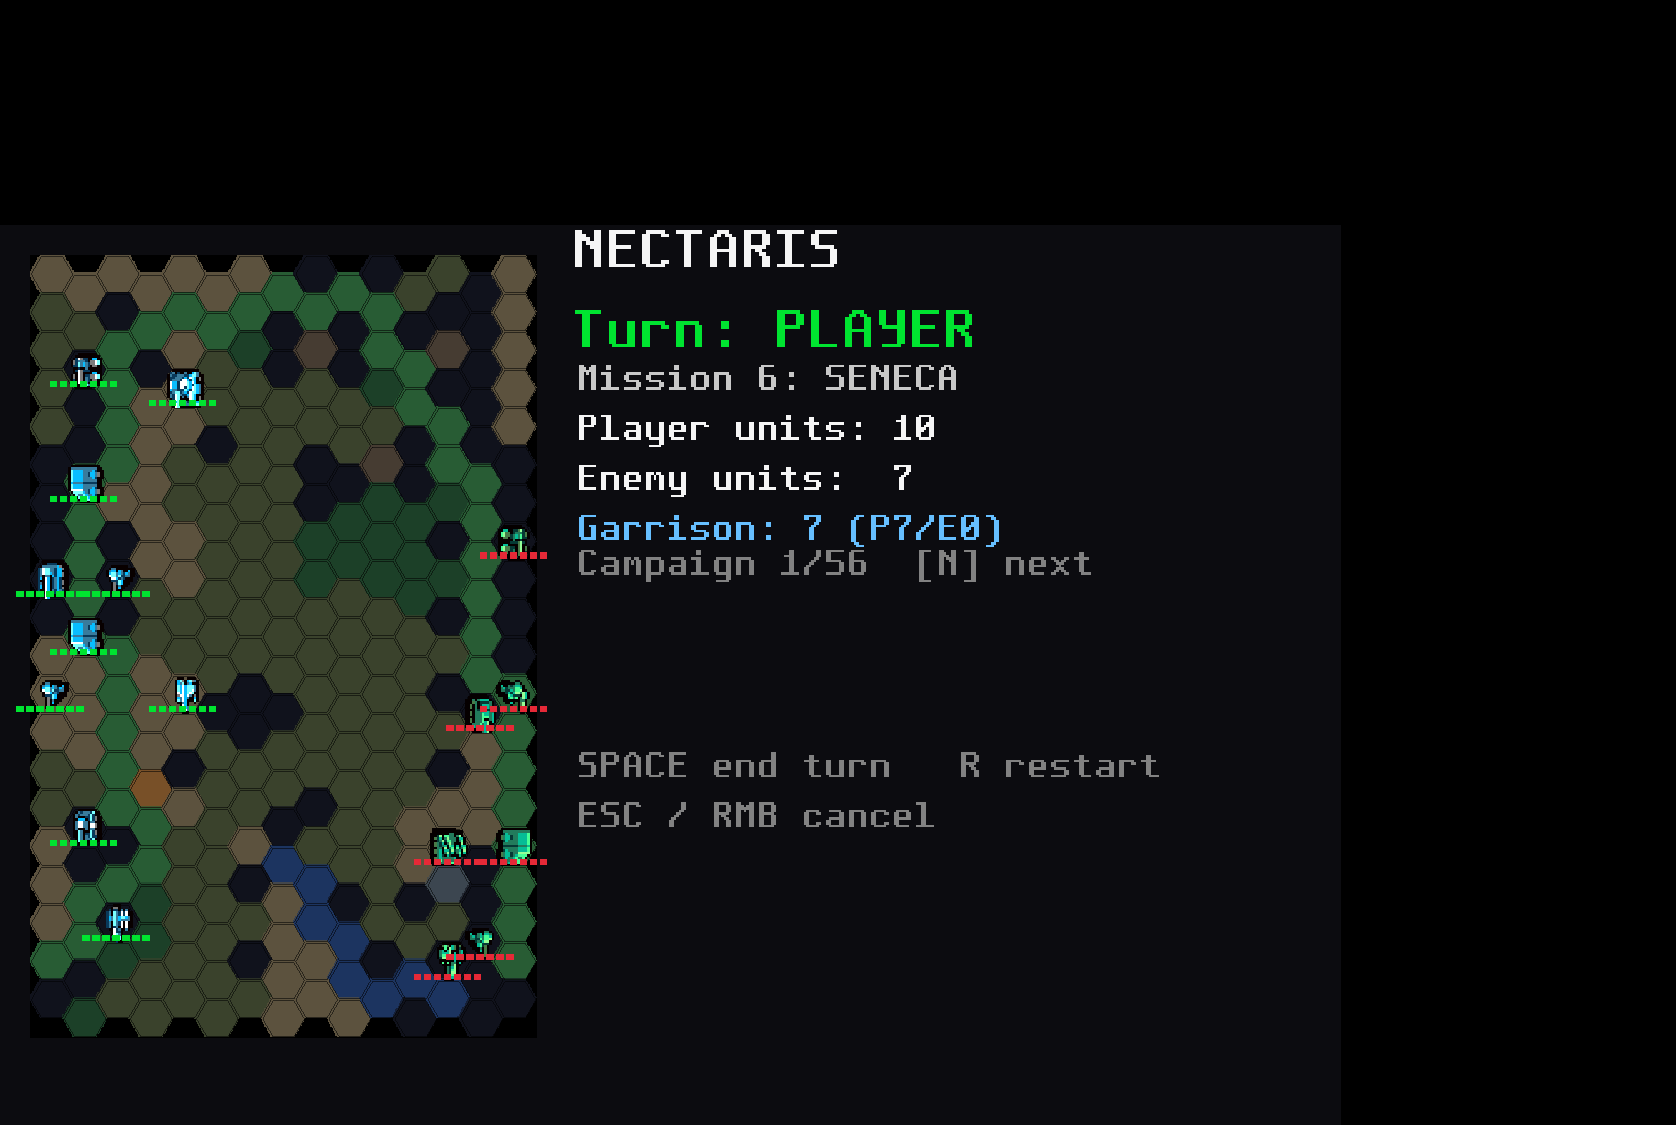 NECTARIS
Turn: PLAYER
Mission 6: SENECA
Player units: 10
Enemy units:  7
Garrison: 7 (P7/E0)
Campaign 1/56  [N] next
SPACE end turn   R restart
ESC / RMB cancel